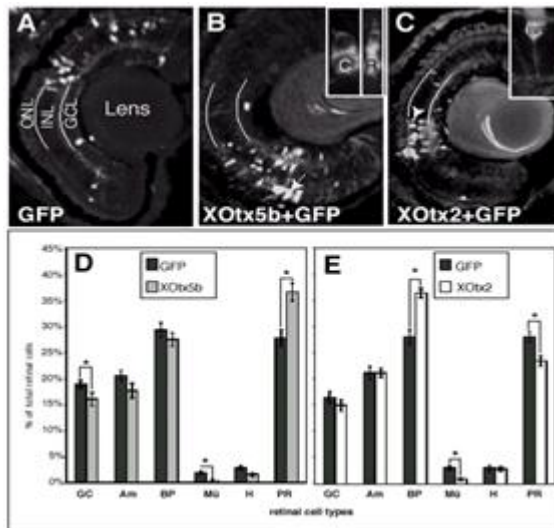 A
B
C
ONL
INL
GCL
Lens
C
R
GFP
XOtx5b+GFP
XOtx2+GFP
D
E
45%
40%
35%
30%
25%
20%
15%
10%
5%
0%
% of total retinal cells
GFP
XOtx5b
GFP
XOtx2
* * *
* * *
GC Am BP Mü H PR
GC Am BP Mü H PR
retinal cell types